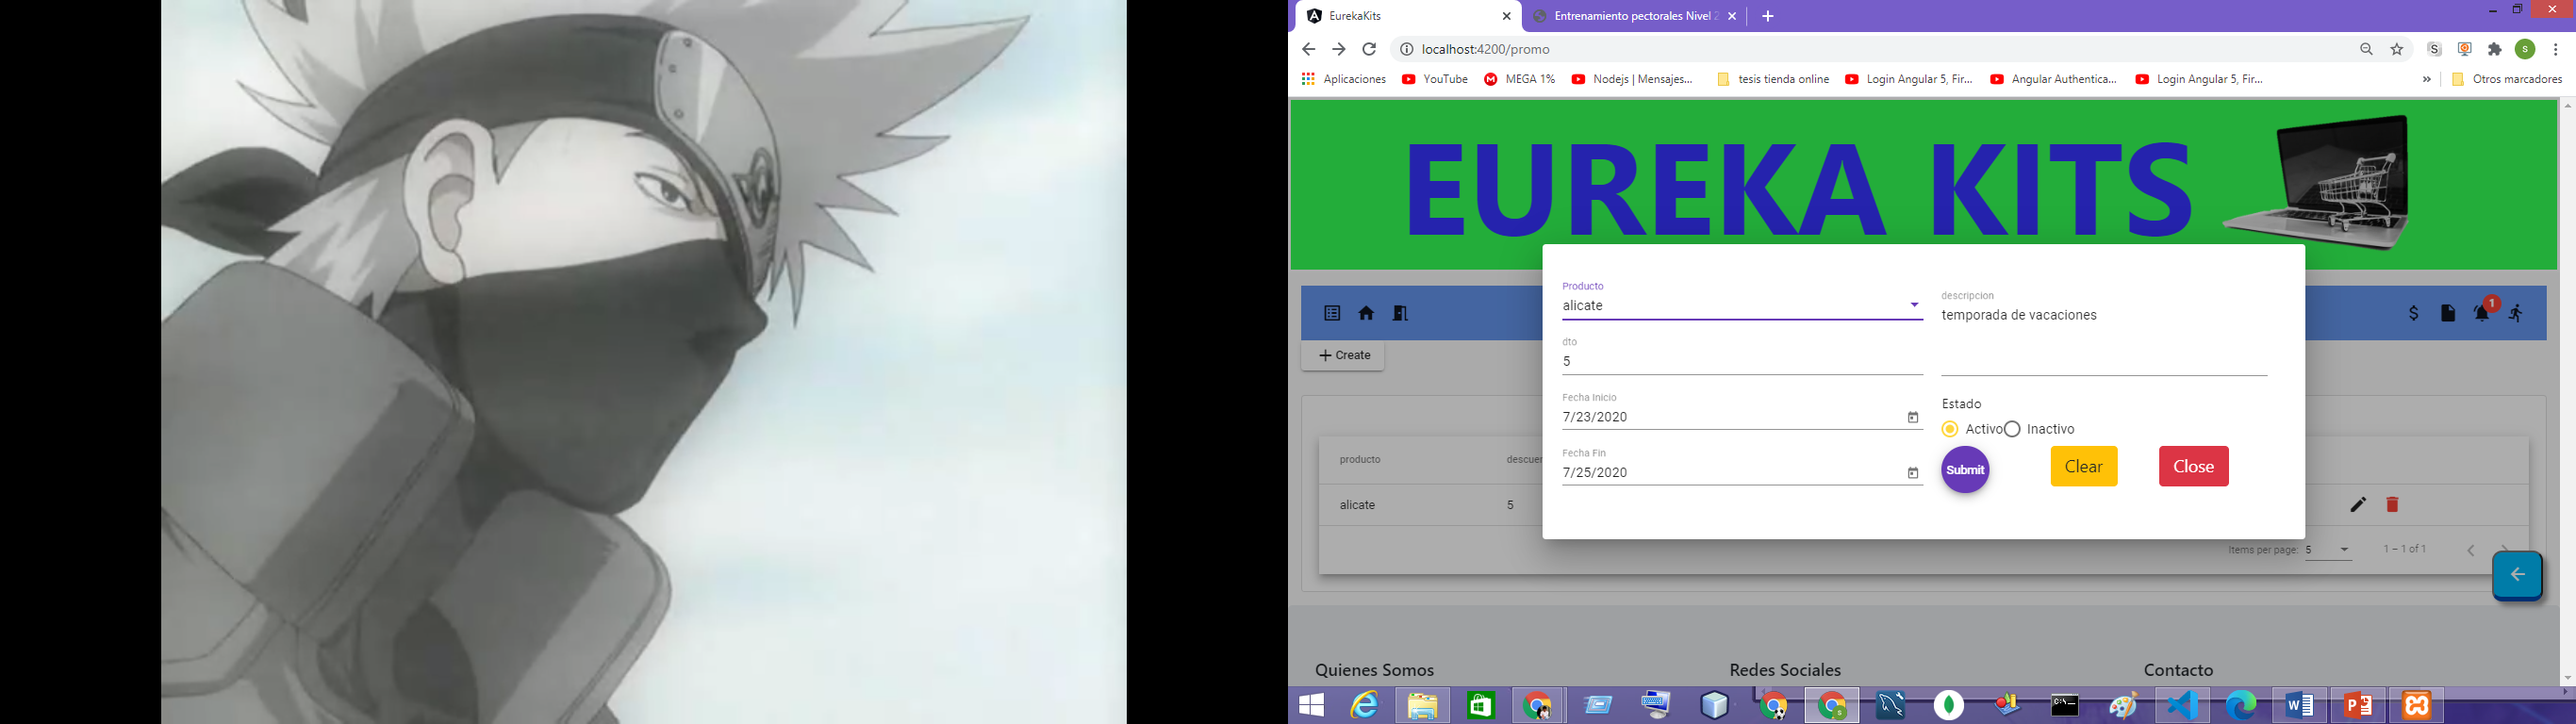 EurekaKits
Entrenamiento pectorales Nivel 2
localhost:4200/promo
S
s
Aplicaciones
YouTube
MEGA 1%
Nodejs | Mensajes...
tesis tienda online
Login Angular 5, Fir...
Angular Authentica...
Login Angular 5, Fir...
»
Otros marcadores
EUREKA KITS
1
Create
Producto
alicate
descripcion
temporada de vacaciones
dto
5
Fecha Inicio
7/23/2020
Estado
Activo
Inactivo
Fecha Fin
7/25/2020
Submit
Clear
Close
producto
descuen
alicate
5
Items per page:
5
1 – 1 of 1
Quienes Somos
Redes Sociales
Contacto